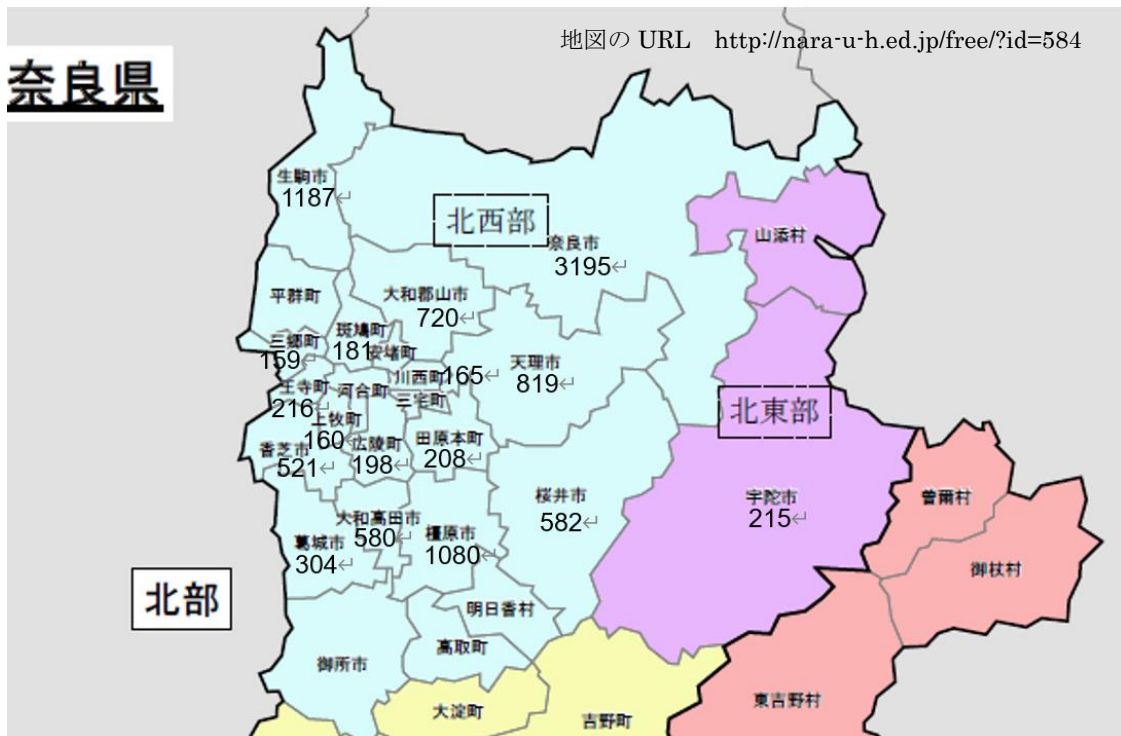 地図の URL　http://nara-u-h.ed.jp/free/?id=584
奈良県
生駒市
1187↵
北西部
奈良市
3195↵
山添村
平群町
大和郡山市
720↵
三郷町
159↵
斑鳩町
181
安堵町
川西町
165↵
天理市
819↵
王寺町
216↵
河合町
三宅町
上牧町
160↵
北東部
香芝市
521↵
広陵町
198↵
田原本町
208↵
桜井市
582↵
宇陀市
215↵
曽爾村
大和高田市
580↵
橿原市
1080↵
葛城市
304↵
御杖村
北部
明日香村
高取町
御所市
大淀町
吉野町
東吉野村